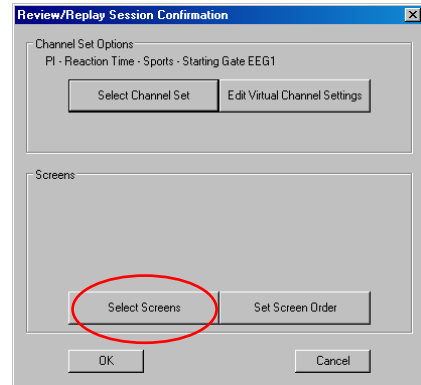 Review/Replay Session Confirmation
Channel Set Options
PI - Reaction Time - Sports - Starting Gate EEG1
Select Channel Set Edit Virtual Channel Settings
Screens
Select Screens Set Screen Order
OK Cancel